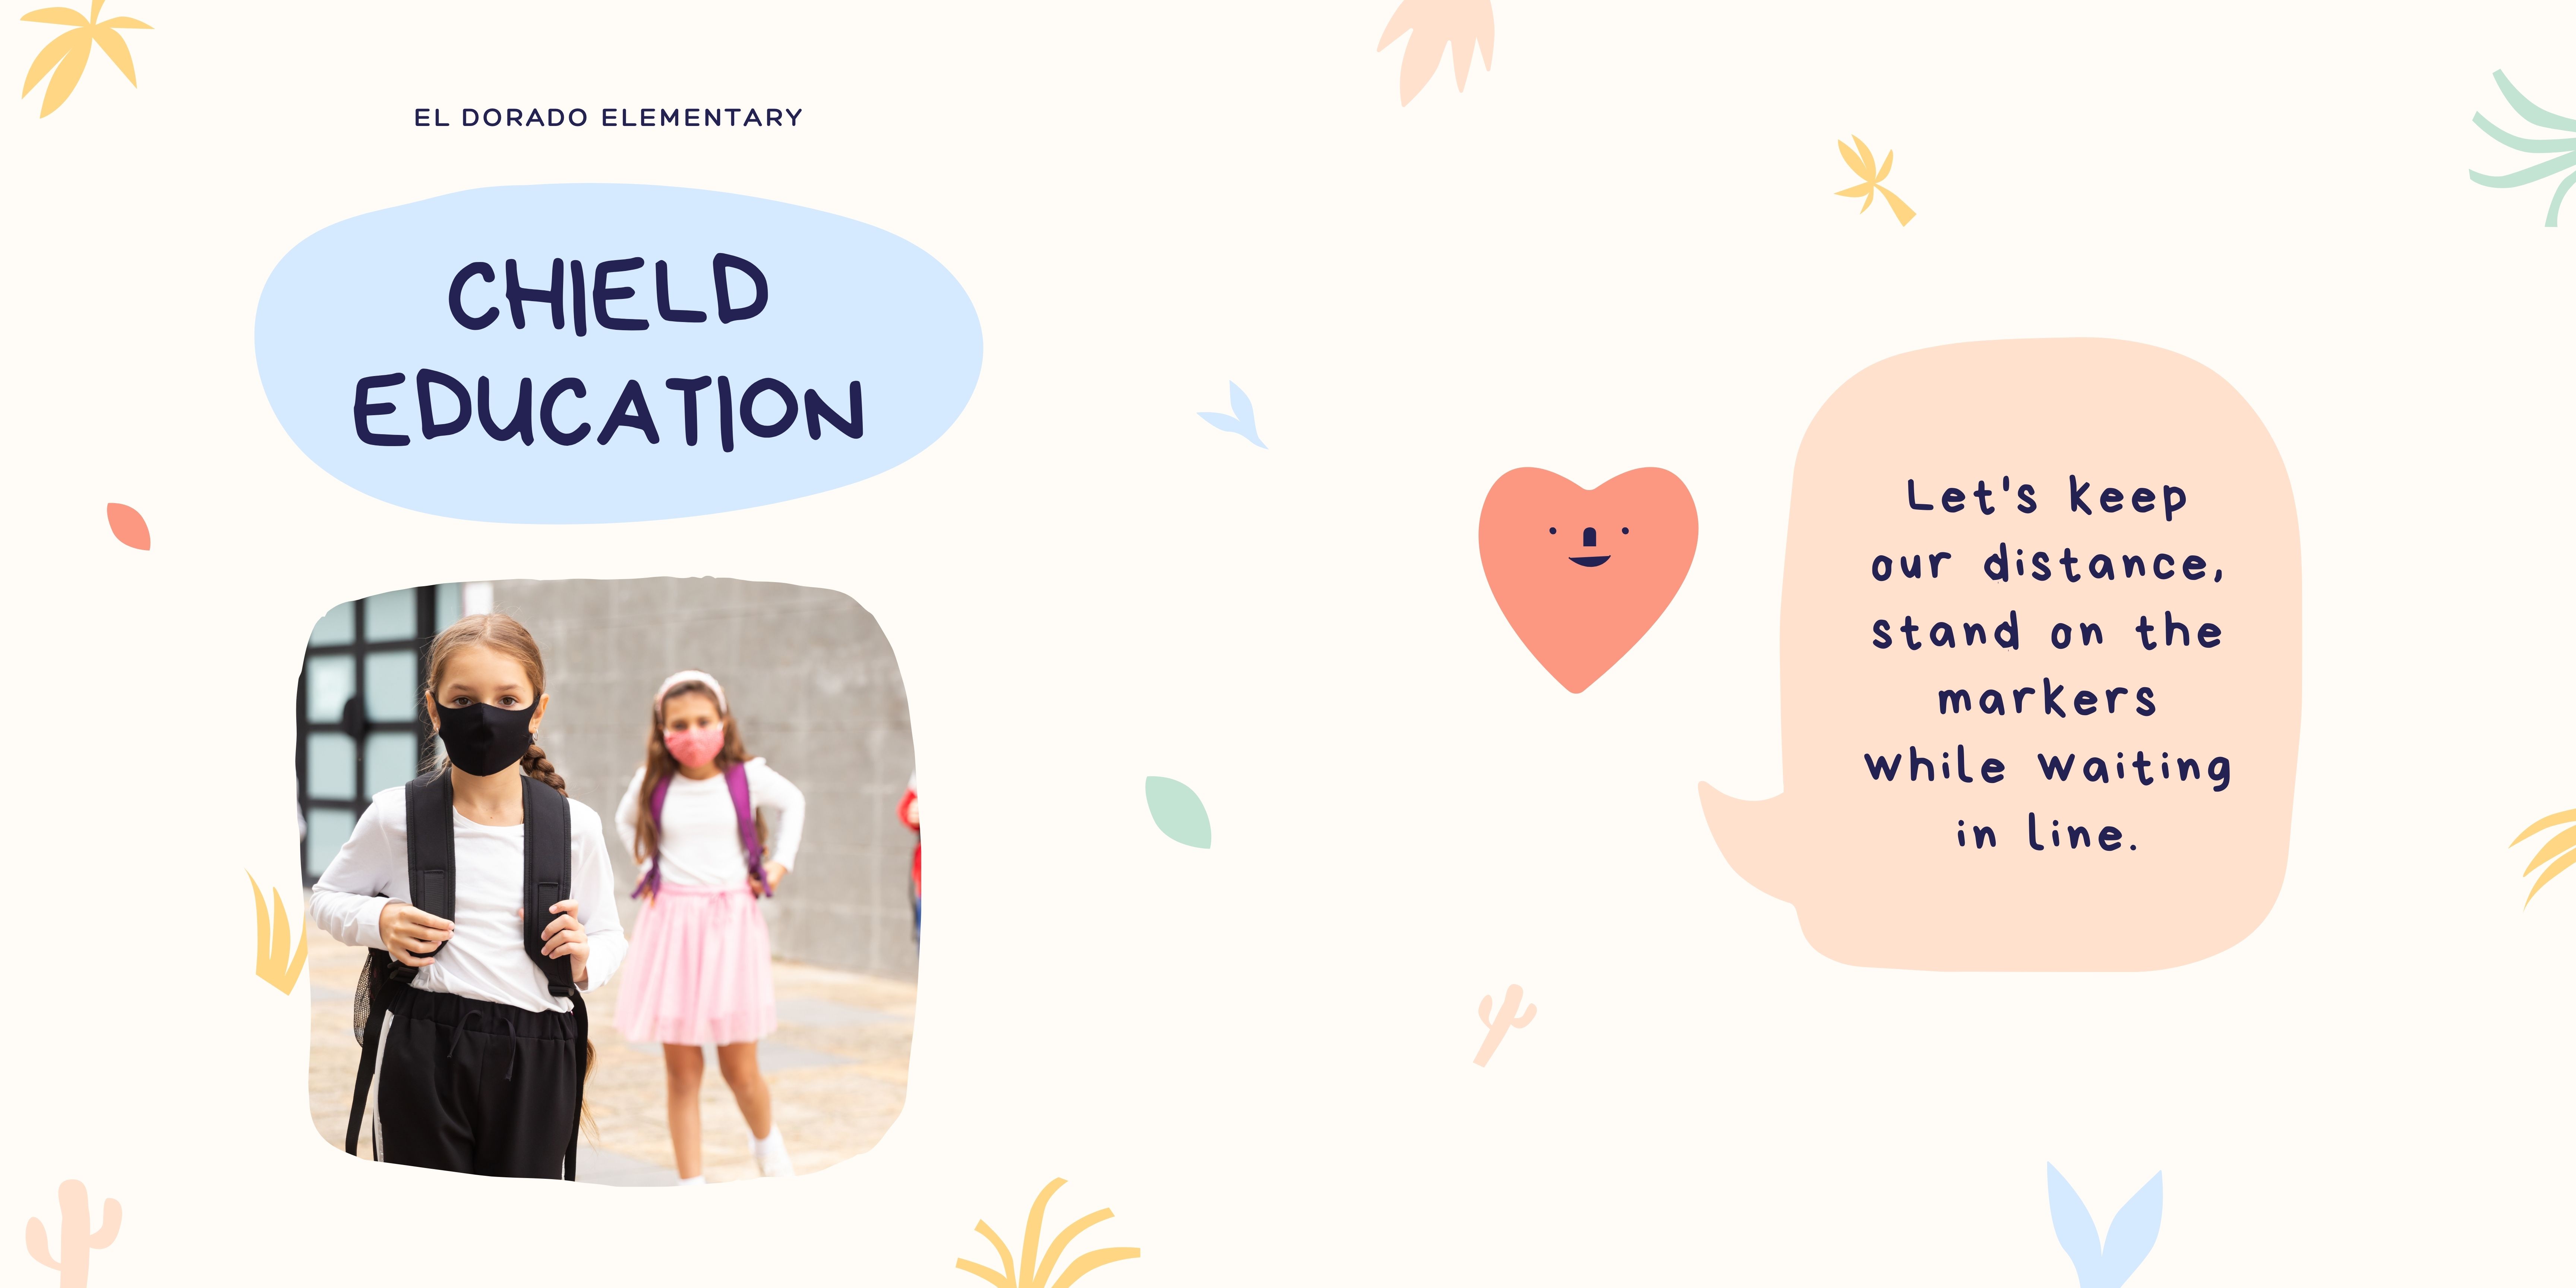 EL DORADO ELEMENTARY
CHIELD
EDUCATION
Let's keep
our distance,
stand on the
markers
while waiting
in line.